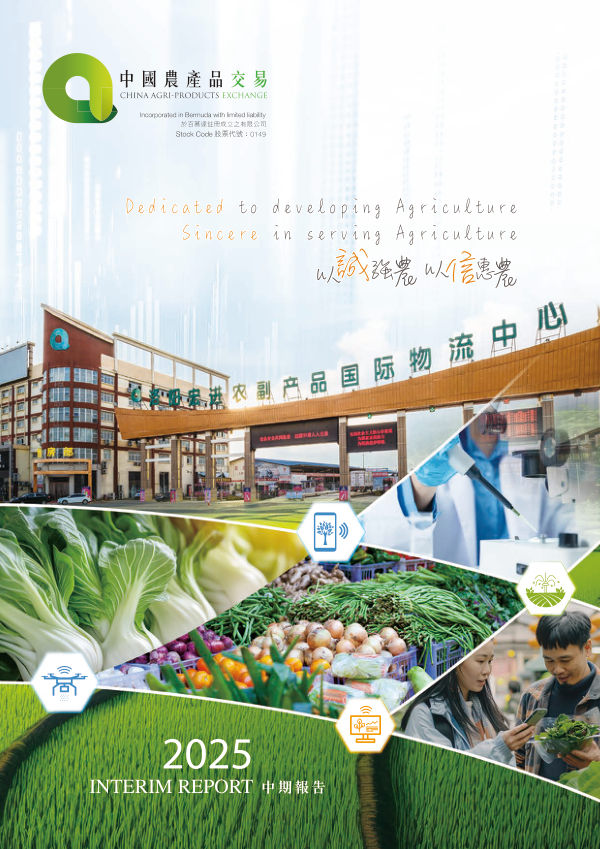 中國農產品交易
CHINA AGRI-PRODUCTS EXCHANGE
Incorporated in Bermuda with limited liability
於百慕達註冊成立之有限公司
Stock Code 股票代號：0149
Dedicated to developing Agriculture
Sincere in serving Agriculture
以誠強農 以信惠農
农副产品国际物流中心
2025
INTERIM REPORT 中期報告